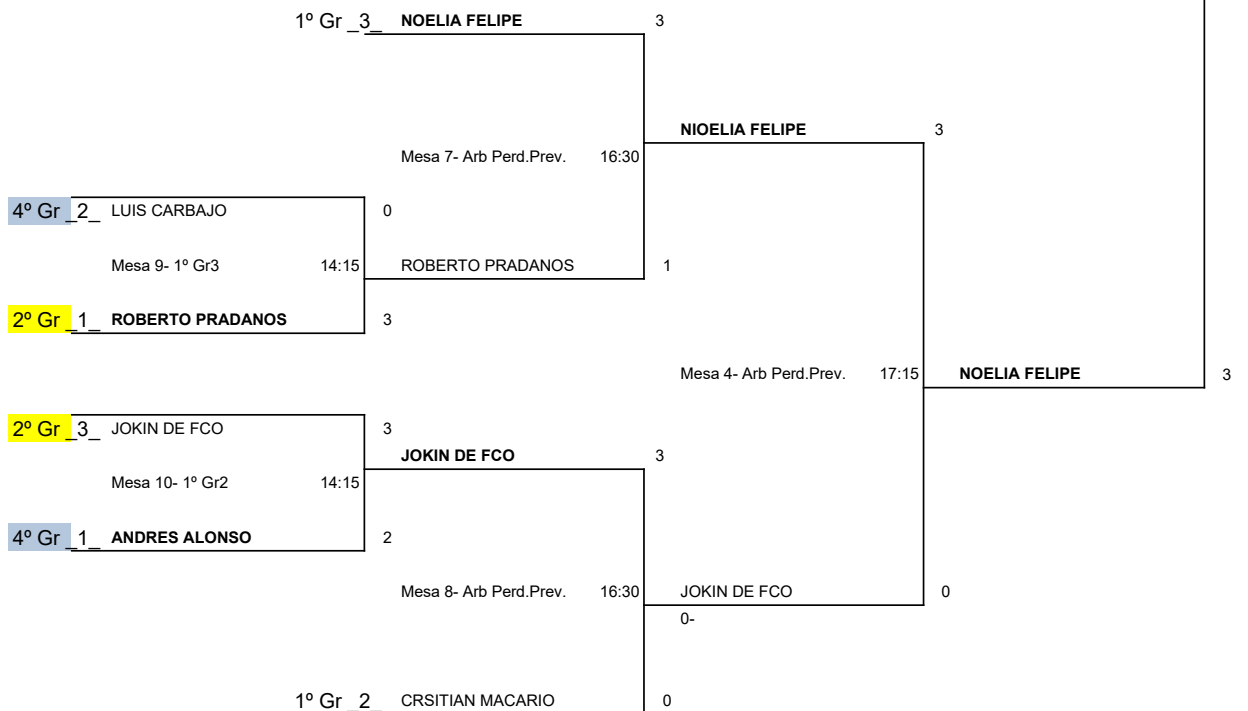 1º Gr _3_ NOELIA FELIPE 3
NIOELIA FELIPE 3
Mesa 7- Arb Perd.Prev. 16:30
4º Gr _2_ LUIS CARBAJO 0
Mesa 9- 1º Gr3 14:15 ROBERTO PRADANOS 1
2º Gr _1_ ROBERTO PRADANOS 3
Mesa 4- Arb Perd.Prev. 17:15 NOELIA FELIPE 3
2º Gr _3_ JOKIN DE FCO 3
JOKIN DE FCO 3
Mesa 10- 1º Gr2 14:15
4º Gr _1_ ANDRES ALONSO 2
Mesa 8- Arb Perd.Prev. 16:30 JOKIN DE FCO 0
0-
1º Gr _2_ CRSITIAN MACARIO 0